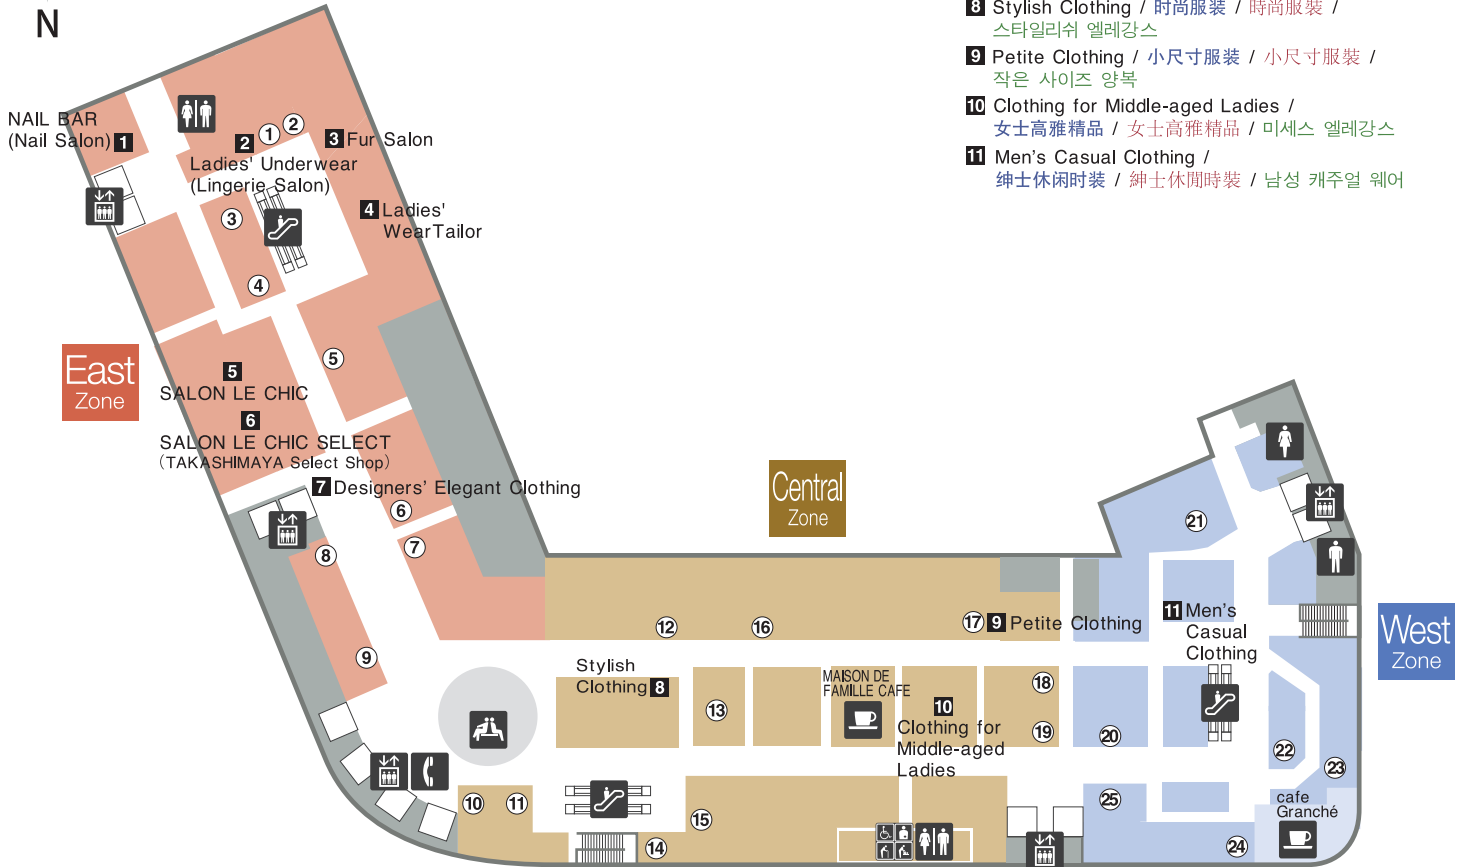 N
8 Stylish Clothing / 时尚服装 / 時尚服裝 /
스타일리쉬 엘레강스
9 Petite Clothing / 小尺寸服装 / 小尺寸服裝 /
작은 사이즈 양복
10 Clothing for Middle-aged Ladies /
女士高雅精品 / 女士高雅精品 / 미세스 엘레강스
11 Men's Casual Clothing /
绅士休闲时装 / 紳士休閒時裝 / 남성 캐주얼 웨어
NAIL BAR
(Nail Salon) 1
2
1
2
3 Fur Salon
Ladies' Underwear
(Lingerie Salon)
3
4 Ladies'
Wear Tailor
4
5
East
Zone
5
SALON LE CHIC
6
SALON LE CHIC SELECT
(TAKASHIMAYA Select Shop)
7 Designers' Elegant Clothing
6
7
8
9
Central
Zone
21
12
16
17
9 Petite Clothing
11 Men's
Casual
Clothing
West
Zone
Stylish
Clothing 8
13
MAISON DE
FAMILLE CAFE
10
Clothing for
Middle-aged
Ladies
18
19
20
22
23
10
11
15
14
25
24
cafe
Granché